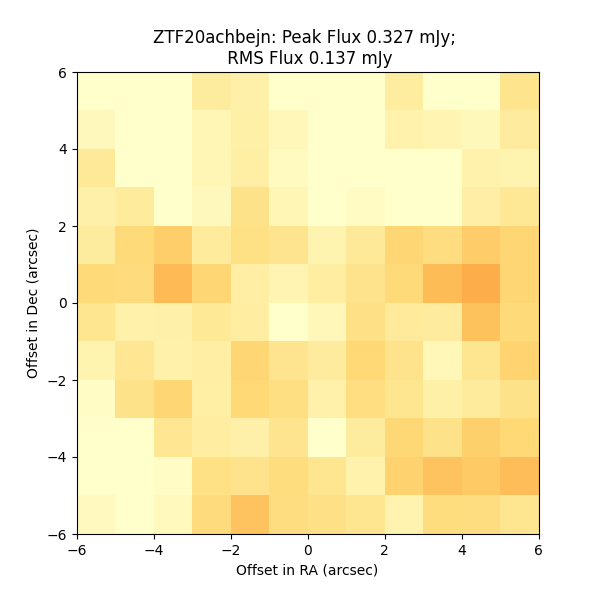 ZTF20achbejn: Peak Flux 0.327 mJy;
RMS Flux 0.137 mJy
6
4
2
0
−2
−4
−6
Offset in Dec (arcsec)
−6 −4 −2 0 2 4 6
Offset in RA (arcsec)